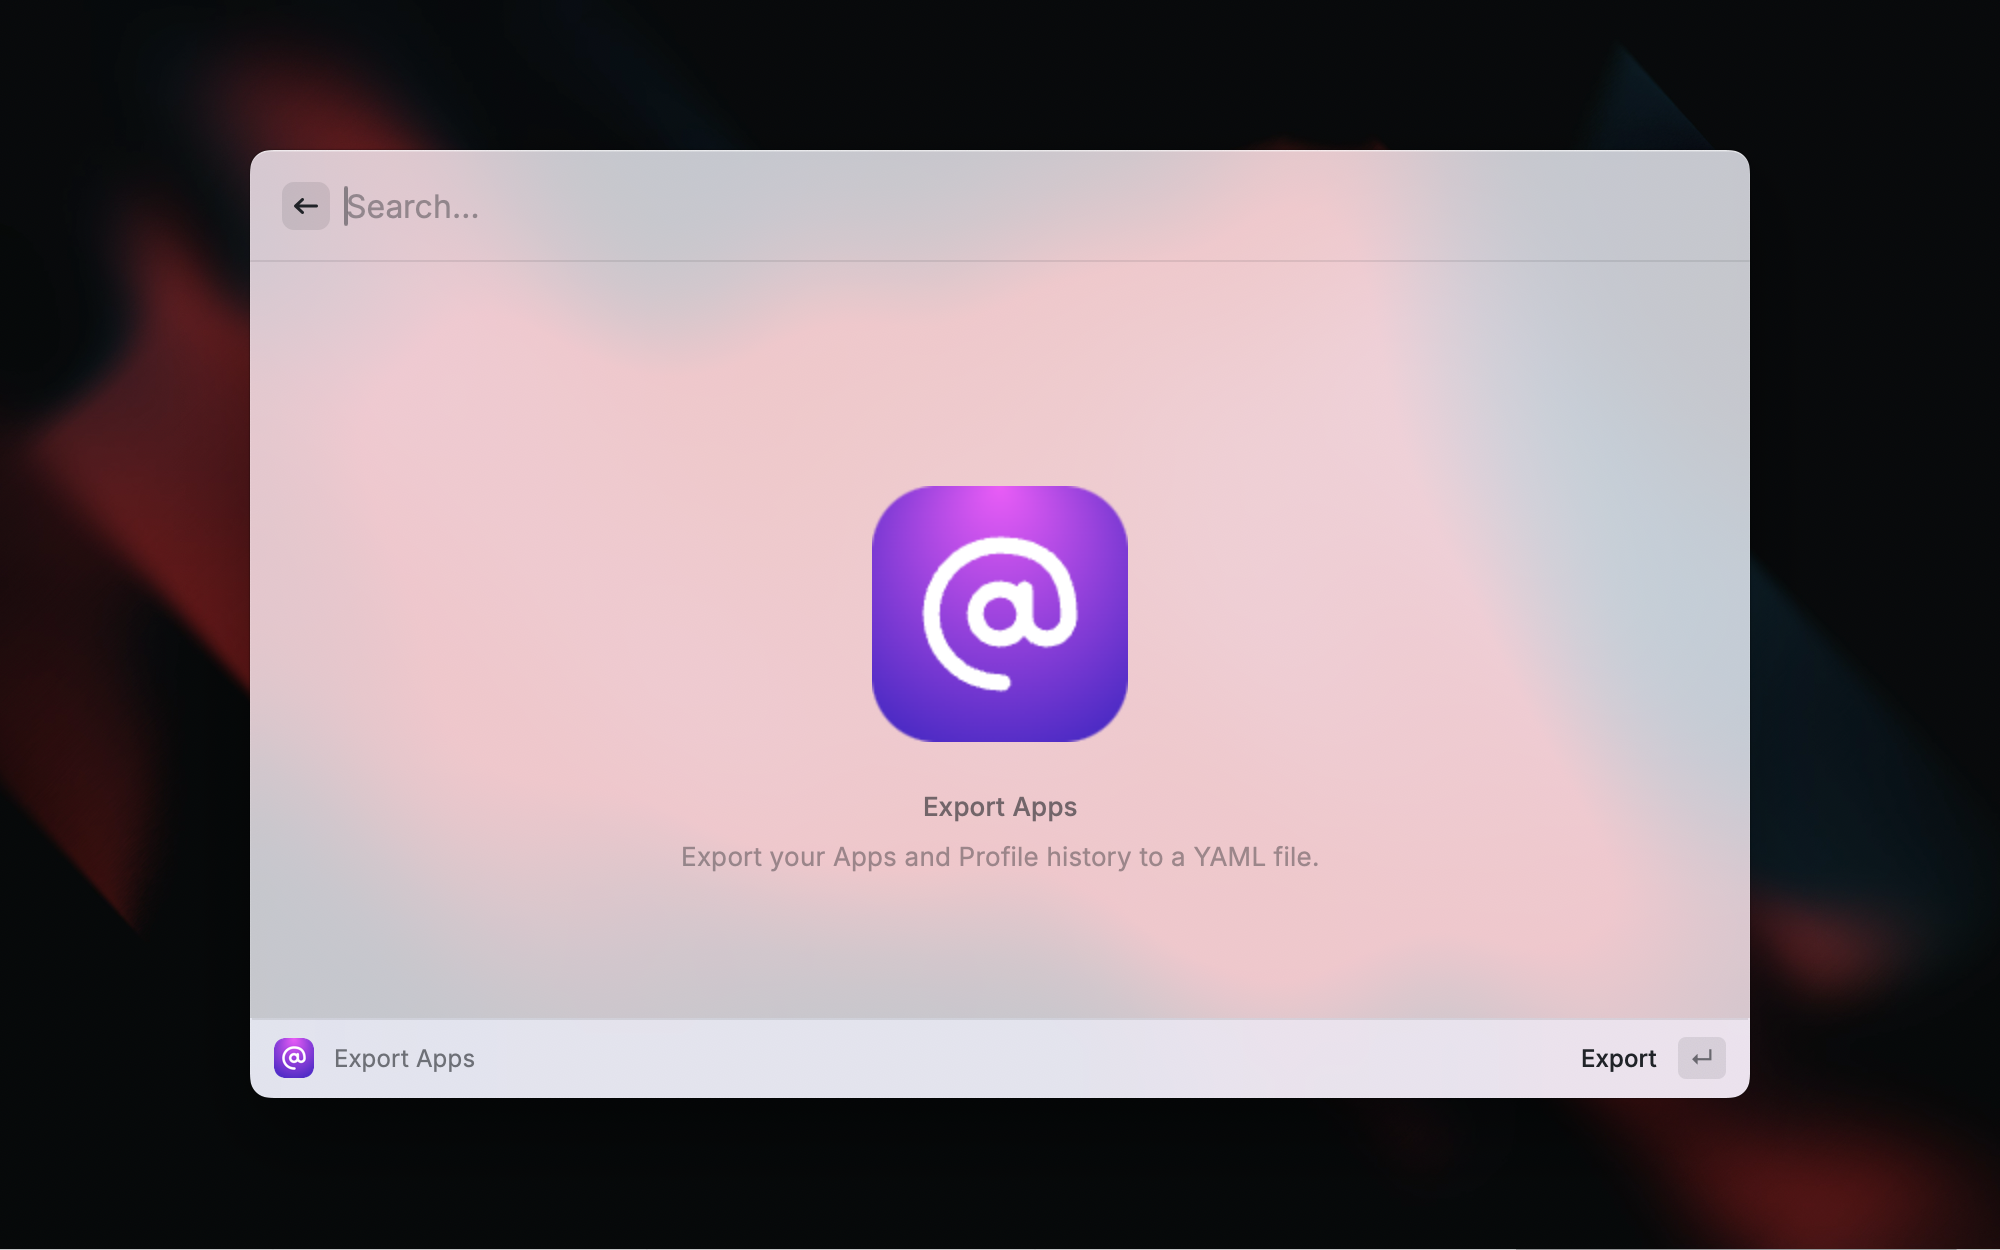 Search...
@
Export Apps
Export your Apps and Profile history to a YAML file.
@
Export Apps
Export